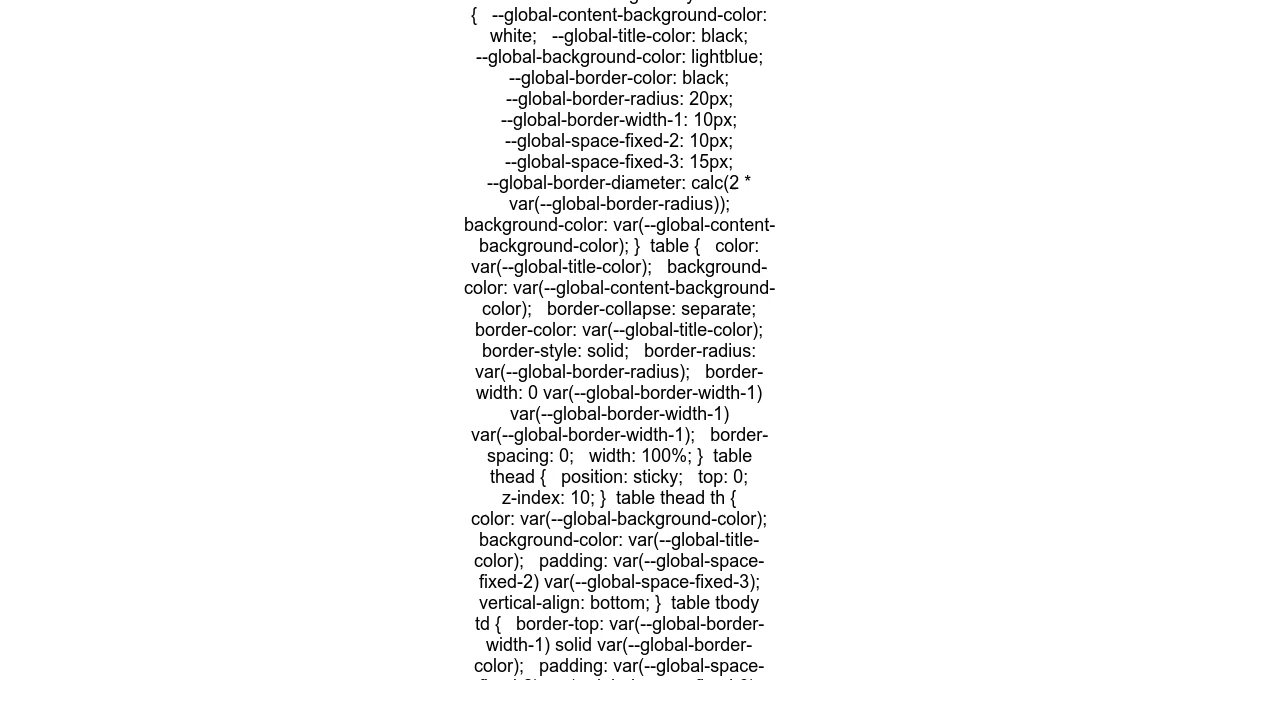 {   --global-content-background-color:
white;   --global-title-color: black;
--global-background-color: lightblue;
--global-border-color: black;
--global-border-radius: 20px;
--global-border-width-1: 10px;
--global-space-fixed-2: 10px;
--global-space-fixed-3: 15px;
--global-border-diameter: calc(2 *
var(--global-border-radius));
background-color: var(--global-content-
background-color); }  table {   color:
var(--global-title-color);   background-
color: var(--global-content-background-
color);   border-collapse: separate;
border-color: var(--global-title-color);
border-style: solid;   border-radius:
var(--global-border-radius);   border-
width: 0 var(--global-border-width-1)
var(--global-border-width-1)
var(--global-border-width-1);   border-
spacing: 0;   width: 100%; }  table
thead {   position: sticky;   top: 0;
z-index: 10; }  table thead th {
color: var(--global-background-color);
background-color: var(--global-title-
color);   padding: var(--global-space-
fixed-2) var(--global-space-fixed-3);
vertical-align: bottom; }  table tbody
td {   border-top: var(--global-border-
width-1) solid var(--global-border-
color);   padding: var(--global-space-